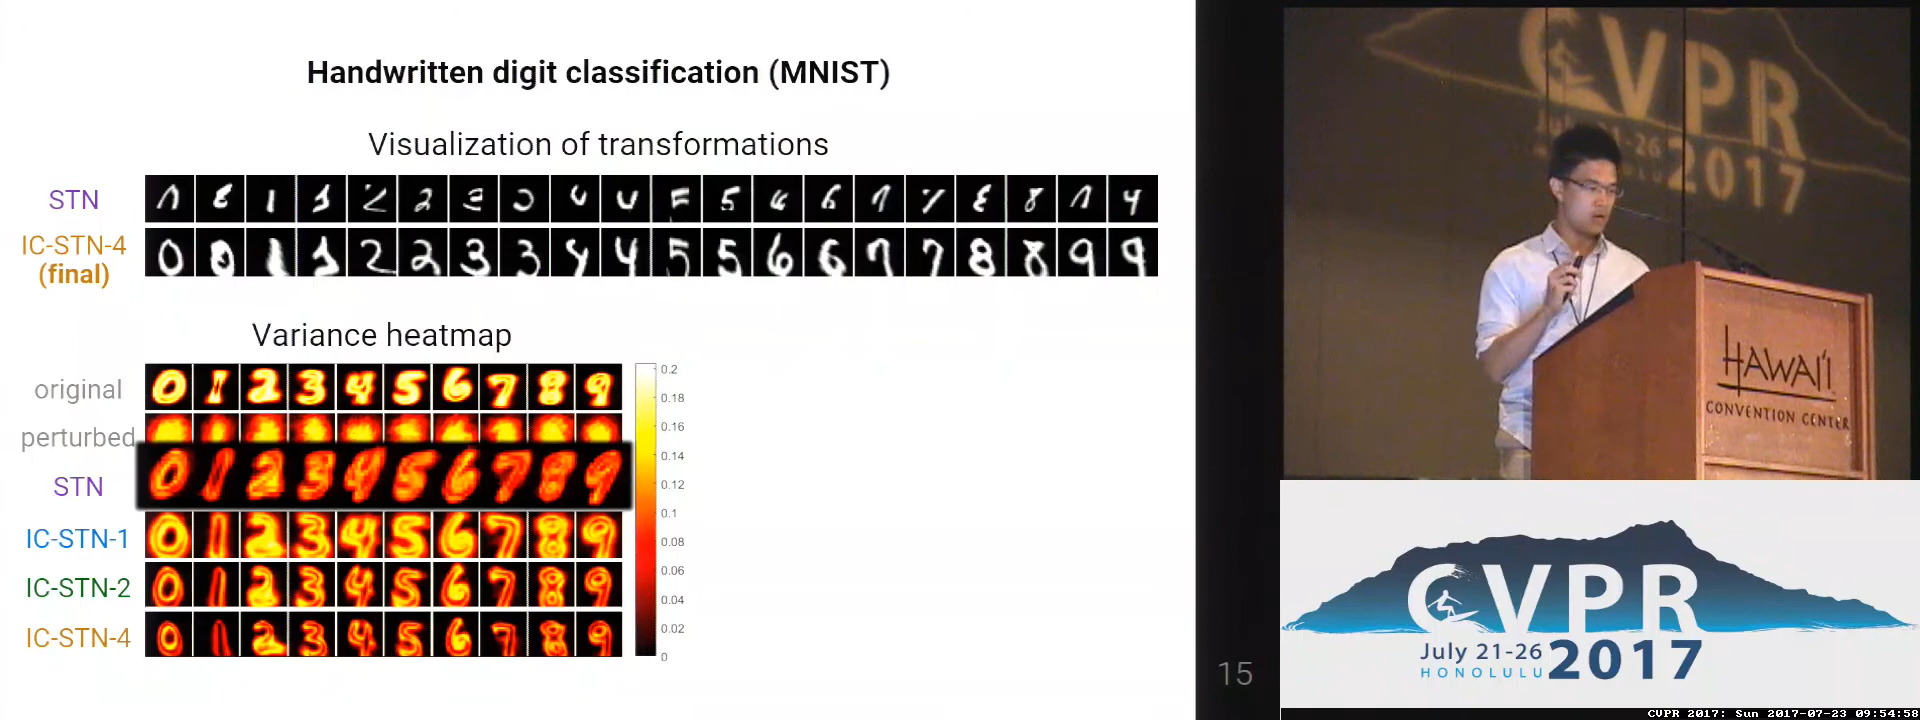 Handwritten digit classification (MNIST)
Visualization of transformations
STN
IC-STN-4
(final)
Variance heatmap
original
perturbed
STN
IC-STN-1
IC-STN-2
IC-STN-4
0.2
0.18
0.16
0.14
0.12
0.1
0.08
0.06
0.04
0.02
0
15
CVPR
2017
HAWAI'I
CONVENTION CENTER
CVPR
July 21-26
HONOLULU
2017
CVPR 2017: Sun 2017-07-23 09:54:58